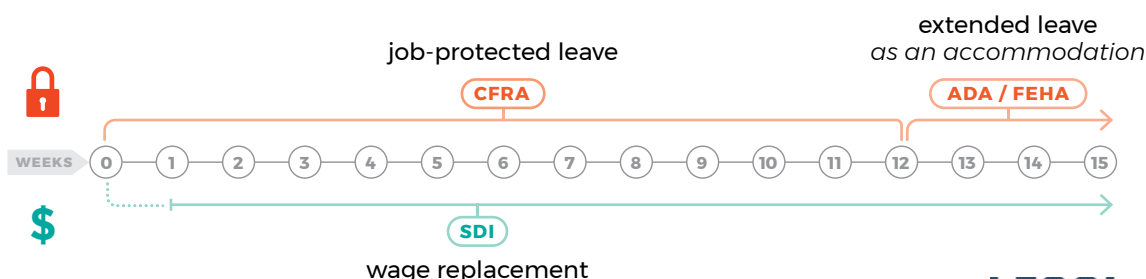 extended leave
job-protected leave
as an accommodation
CFRA
ADA / FEHA
WEEKS 0 1 2 3 4 5 6 7 8 9 10 11 12 13 14 15
$
SDI
wage replacement